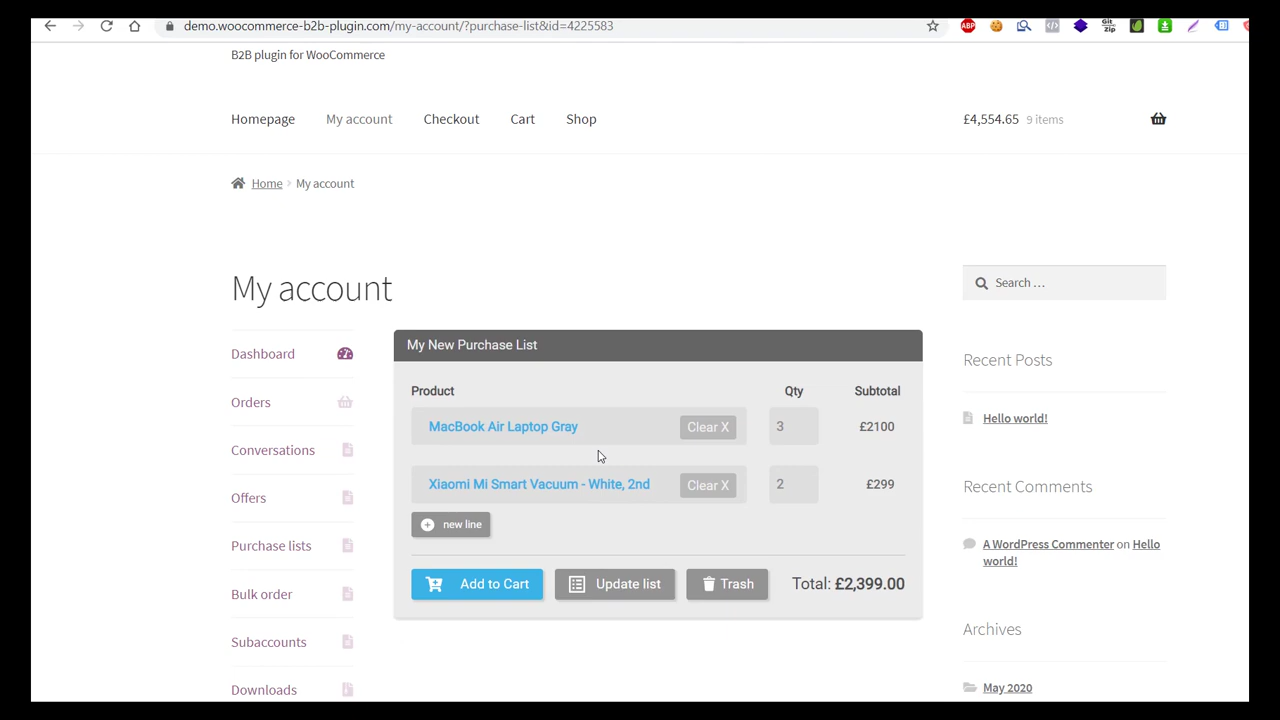 demo.woocommerce-b2b-plugin.com/my-account/?purchase-list&id=4225583
ABP
Git Zip
B2B plugin for WooCommerce
Homepage My account Checkout Cart Shop £4,554.65 9 items
Home My account
My account
Search …
Dashboard
Orders
Conversations
Offers
Purchase lists
Bulk order
Subaccounts
Downloads
My New Purchase List
Product Qty Subtotal
MacBook Air Laptop Gray Clear X 3 £2100
Xiaomi Mi Smart Vacuum - White, 2nd Clear X 2 £299
new line
Add to Cart Update list Trash Total: £2,399.00
Recent Posts
Hello world!
Recent Comments
A WordPress Commenter on Hello
world!
Archives
May 2020